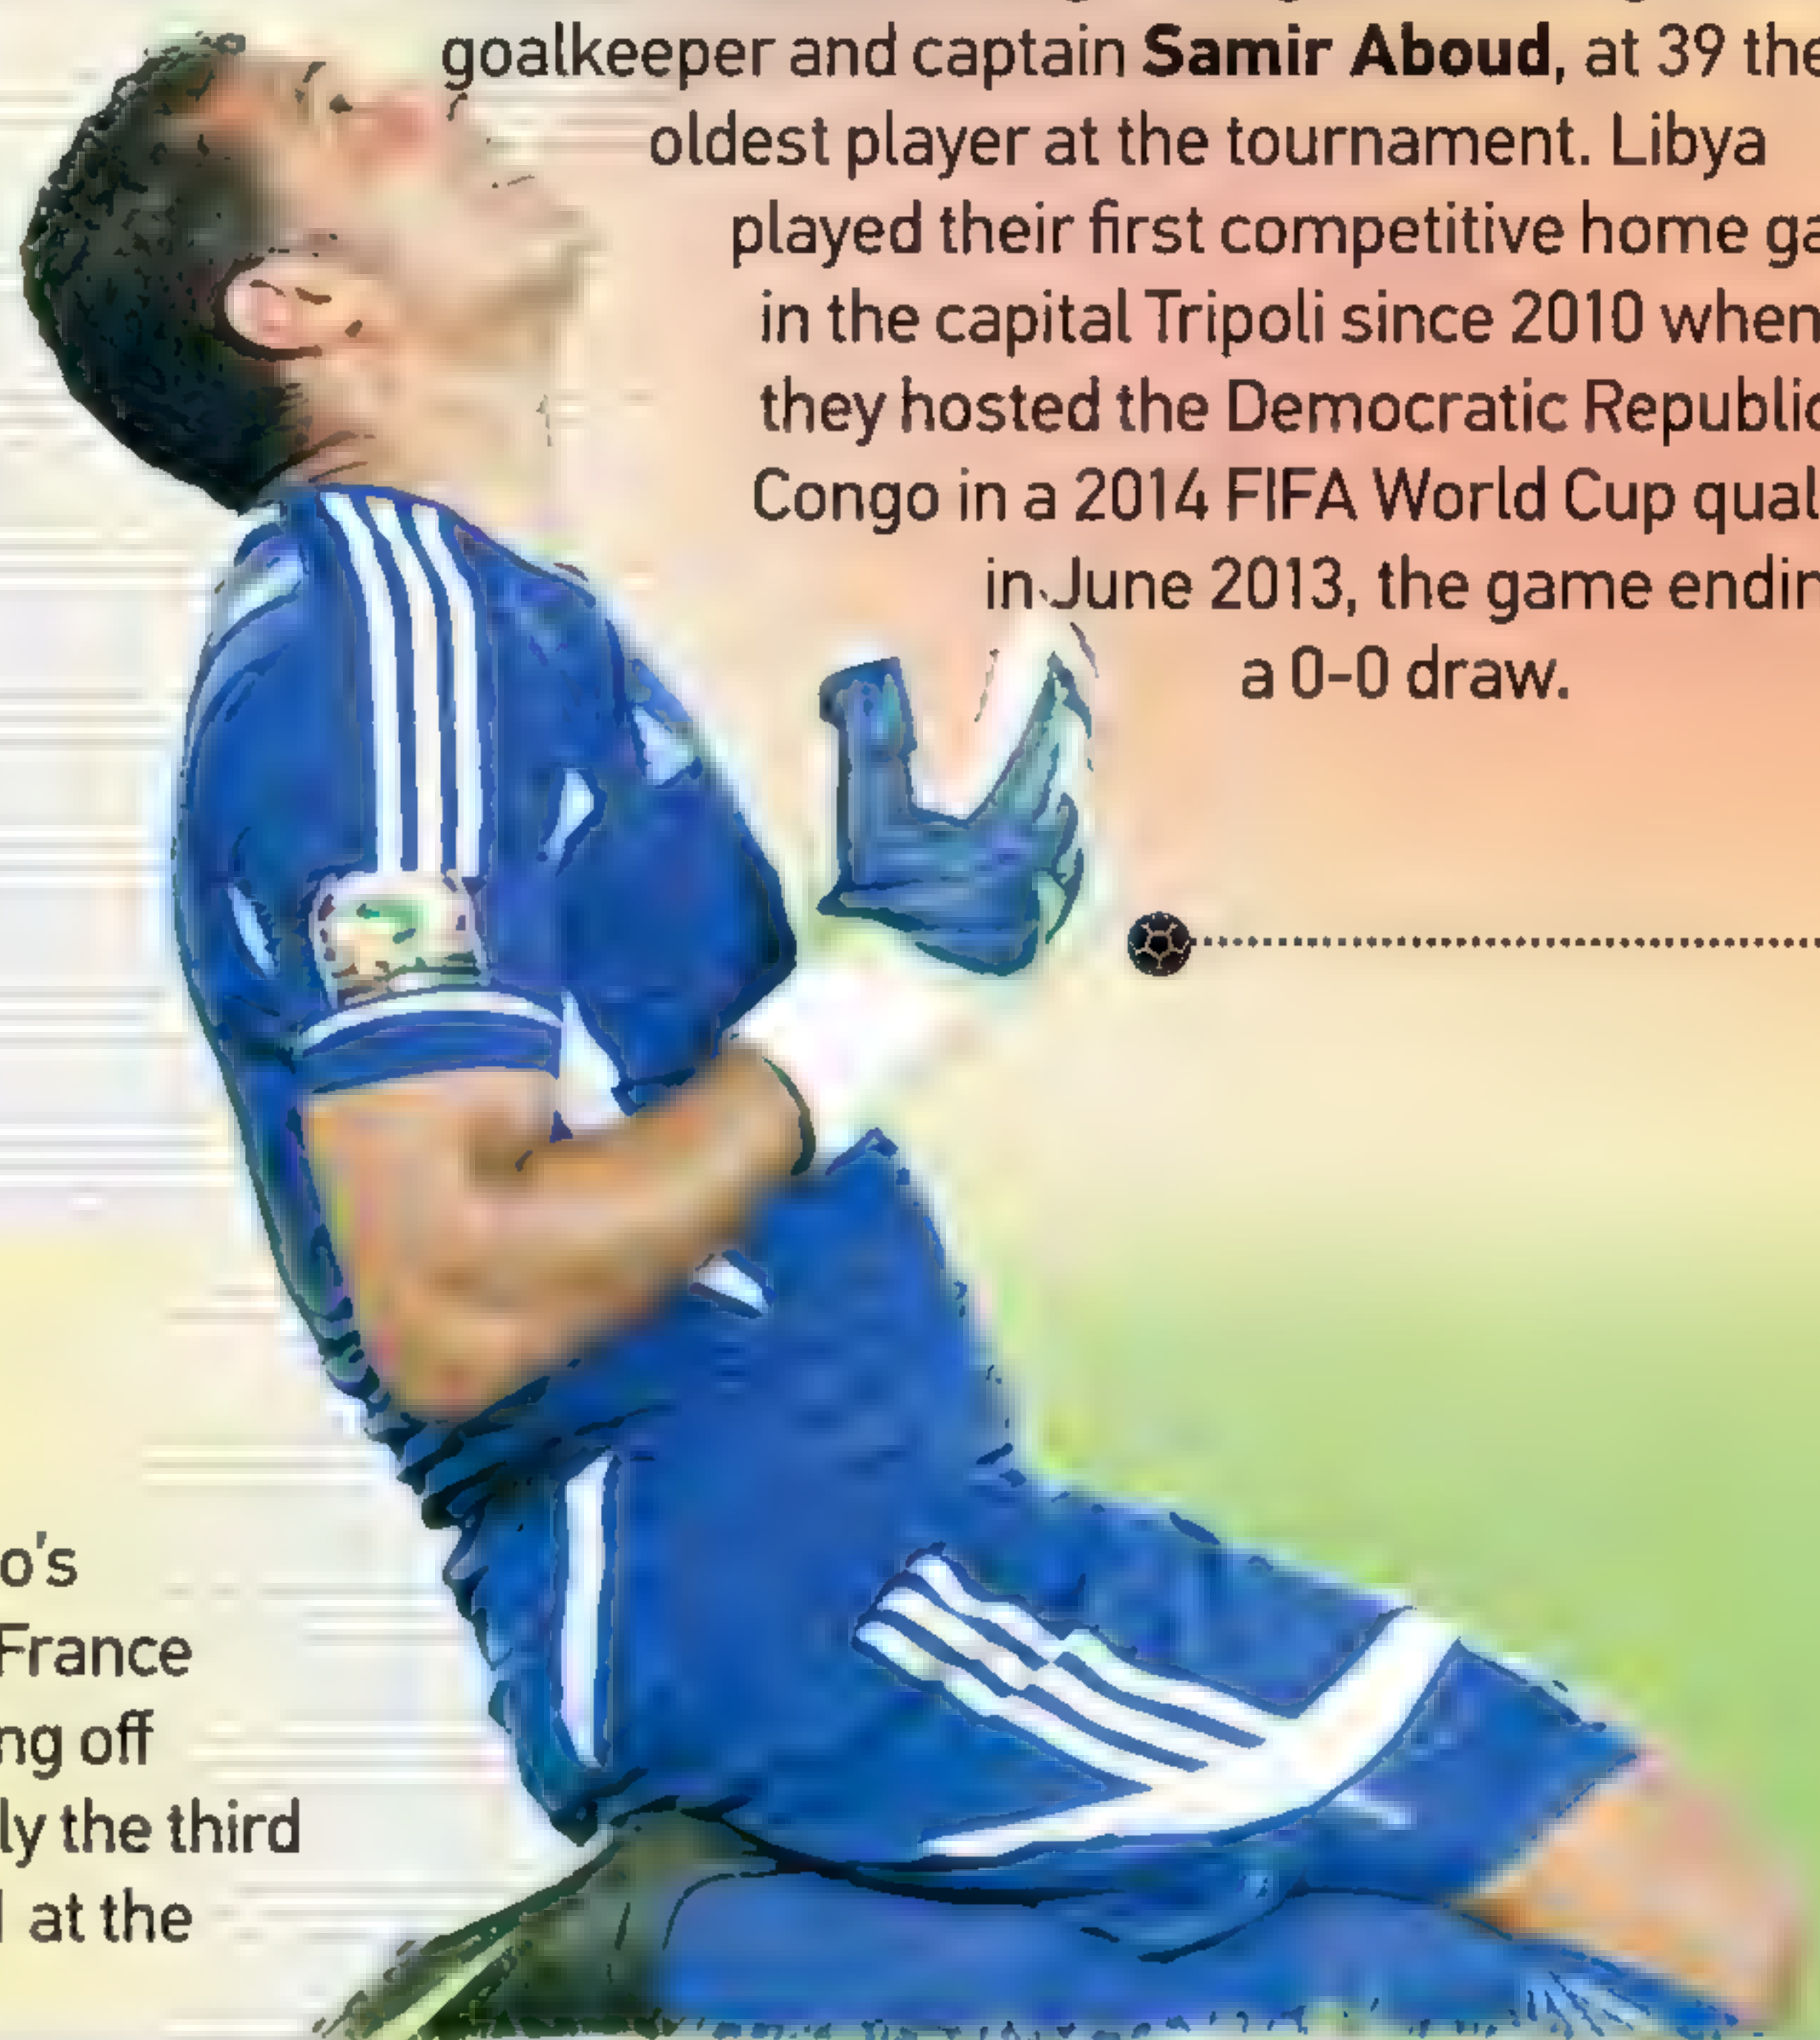 goalkeeper and captain Samir Aboud, at 39 the
oldest player at the tournament. Libya
played their first competitive home
in the capital Tripoli since 2010 when
they hosted the Democratic Republic
Congo in a 2014 FIFA World Cup
in June 2013, the game
a 0-0 draw.
o's
France
ng off
ly the third
at the